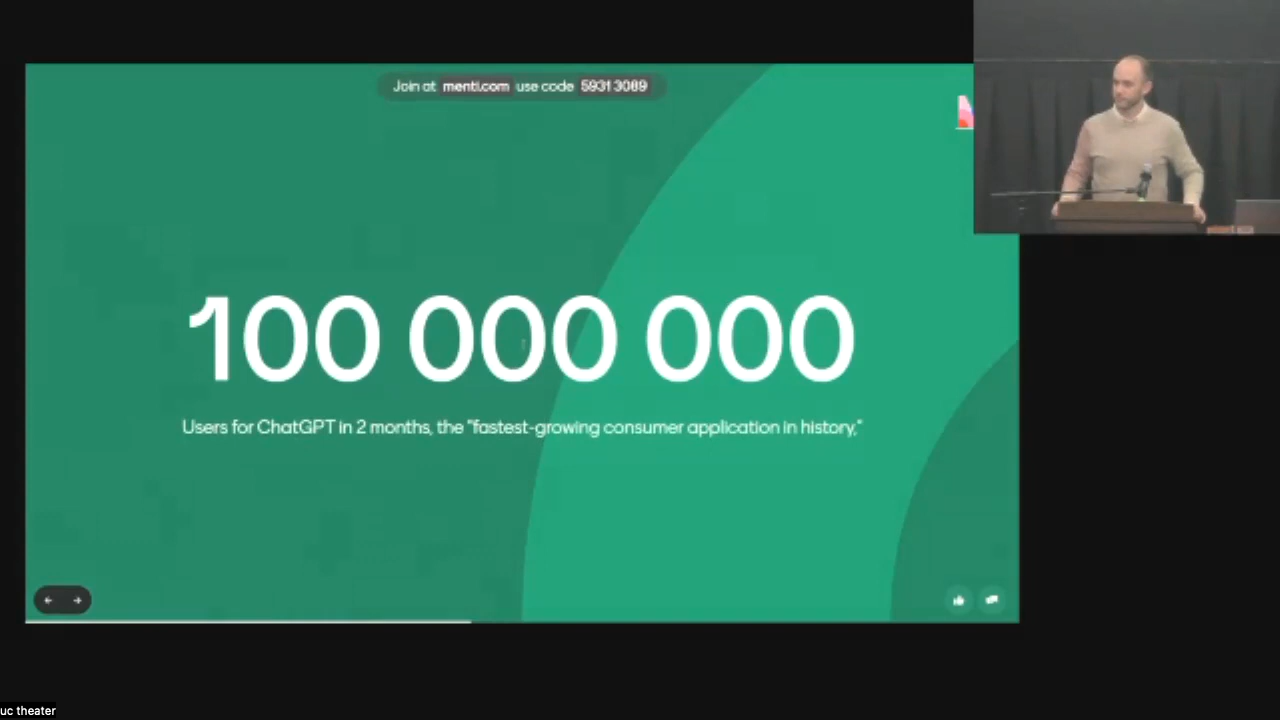 Join at menti.com use code 5931 3089
100 000 000
Users for ChatGPT in 2 months, the "fastest-growing consumer application in history,"
uc theater